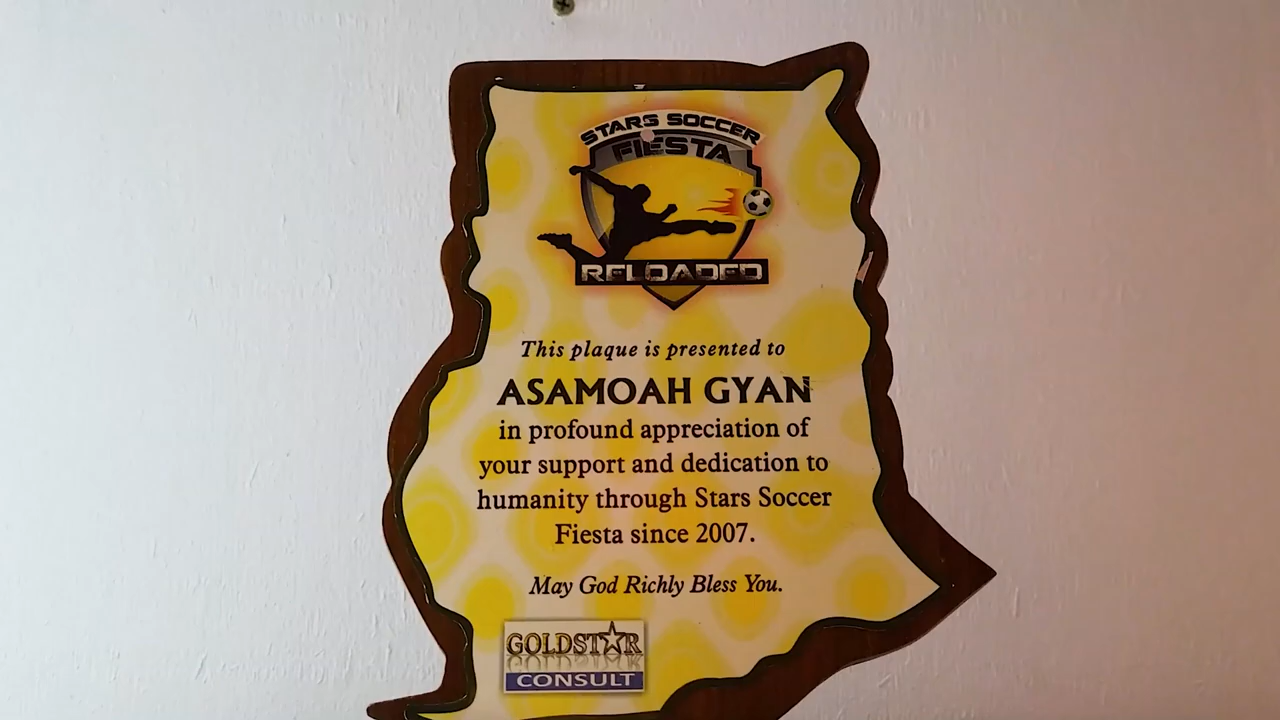 STARS SOCCER
FIESTA
RELOADED
This plaque is presented to
ASAMOAH GYAN
in profound appreciation of
your support and dedication to
humanity through Stars Soccer
Fiesta since 2007.
May God Richly Bless You.
GOLDSTAR
CONSULT